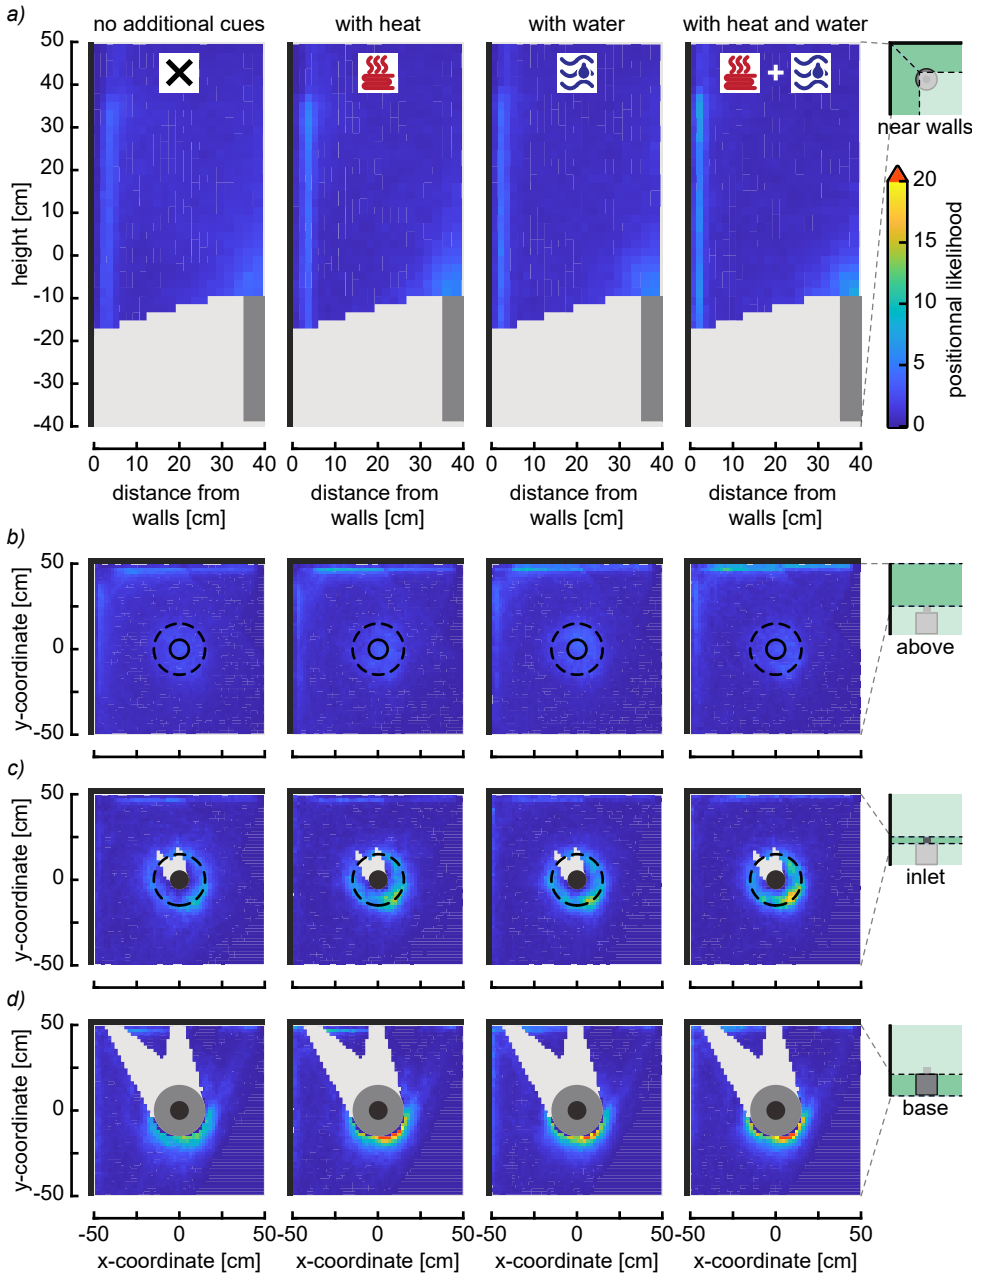 a)
no additional cues
with heat
with water
with heat and water
50
40
30
20
10
0
-10
-20
-30
-40
height [cm]
near walls
20
15
10
5
0
positionnal likelihood
0 10 20 30 40
0 10 20 30 40
0 10 20 30 40
0 10 20 30 40
distance from
walls [cm]
distance from
walls [cm]
distance from
walls [cm]
distance from
walls [cm]
b)
50
0
-50
y-coordinate [cm]
above
c)
50
0
-50
y-coordinate [cm]
inlet
d)
50
0
-50
y-coordinate [cm]
base
-50 0 50
-50 0 50
-50 0 50
-50 0 50
x-coordinate [cm]
x-coordinate [cm]
x-coordinate [cm]
x-coordinate [cm]